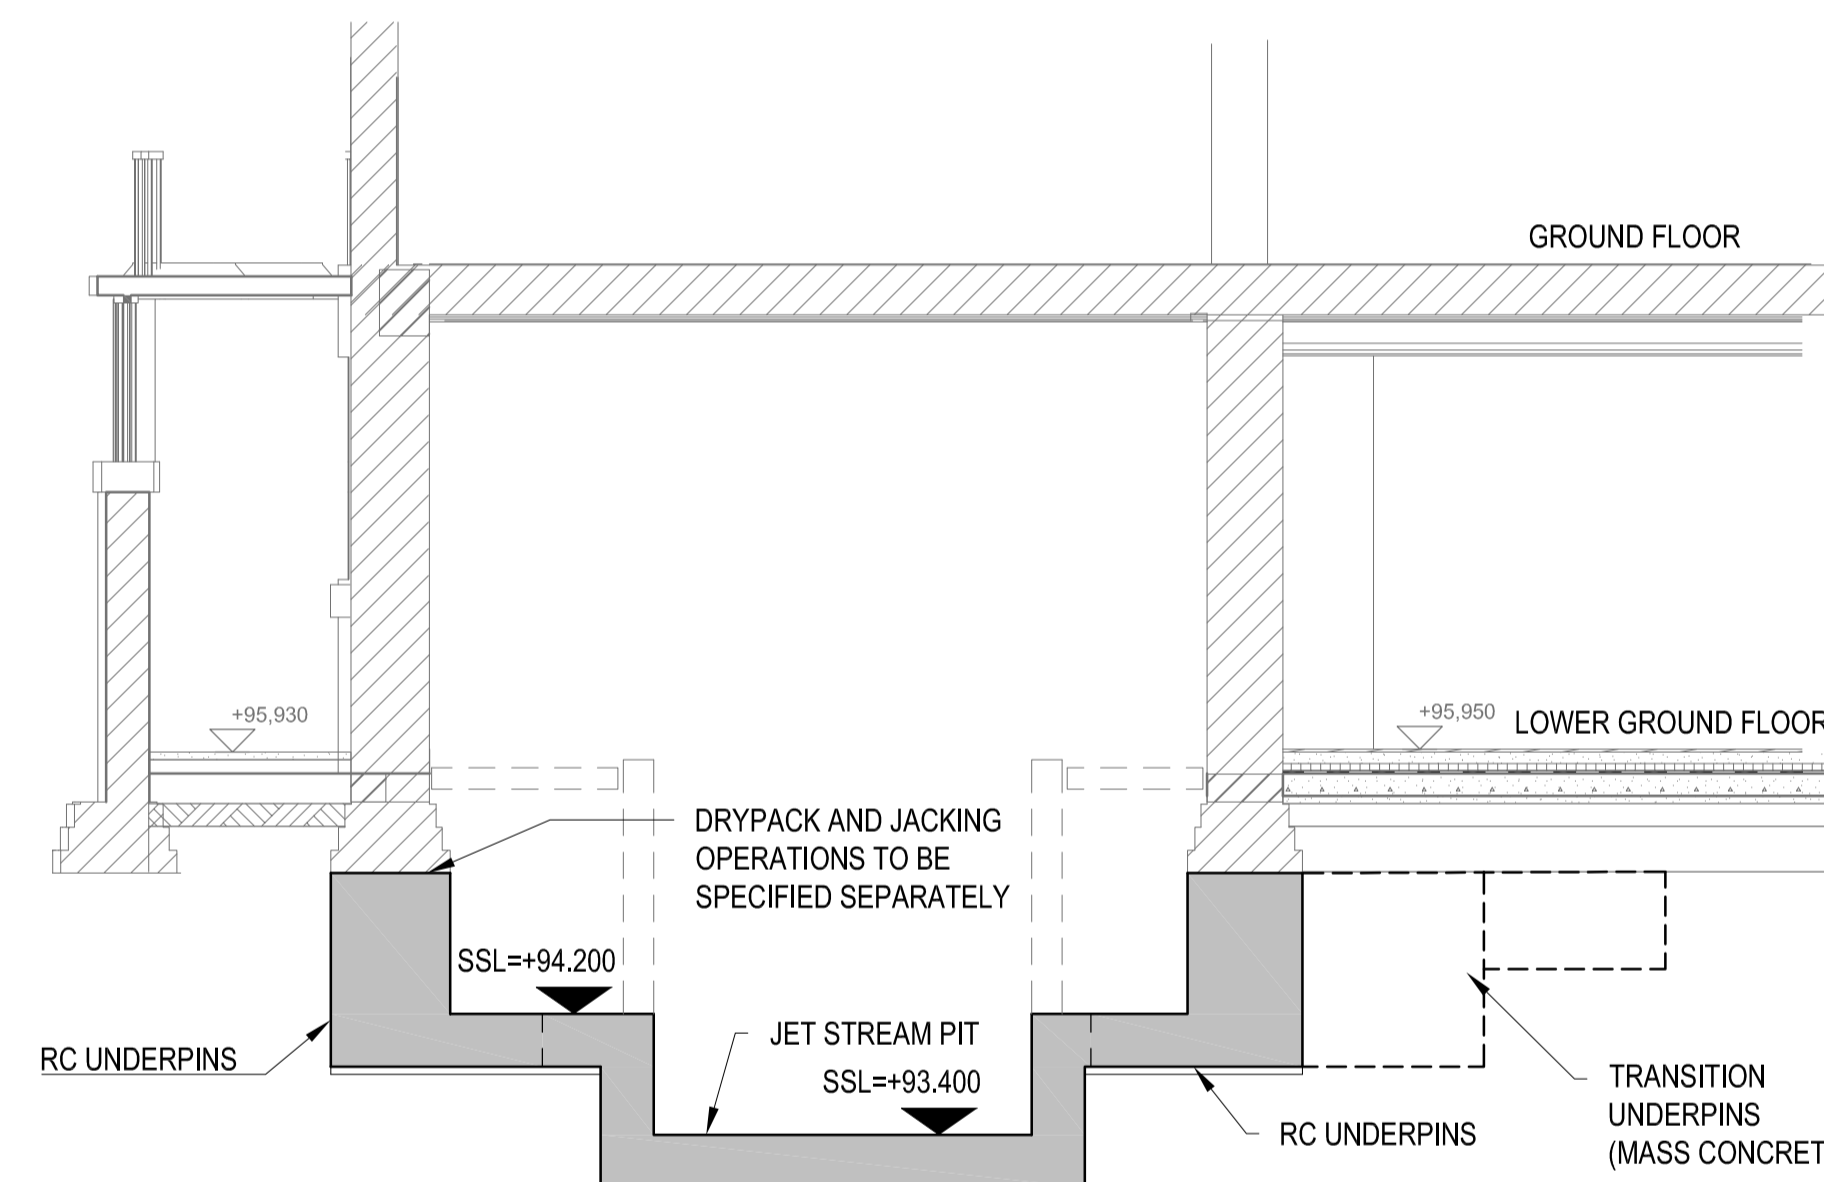 GROUND FLOOR
+95,930
+95,950
LOWER GROUND FLOOR
DRYPACK AND JACKING
OPERATIONS TO BE
SPECIFIED SEPARATELY
SSL=+94.200
JET STREAM PIT
SSL=+93.400
RC UNDERPINS
RC UNDERPINS
TRANSITION
UNDERPINS
(MASS CONCRET